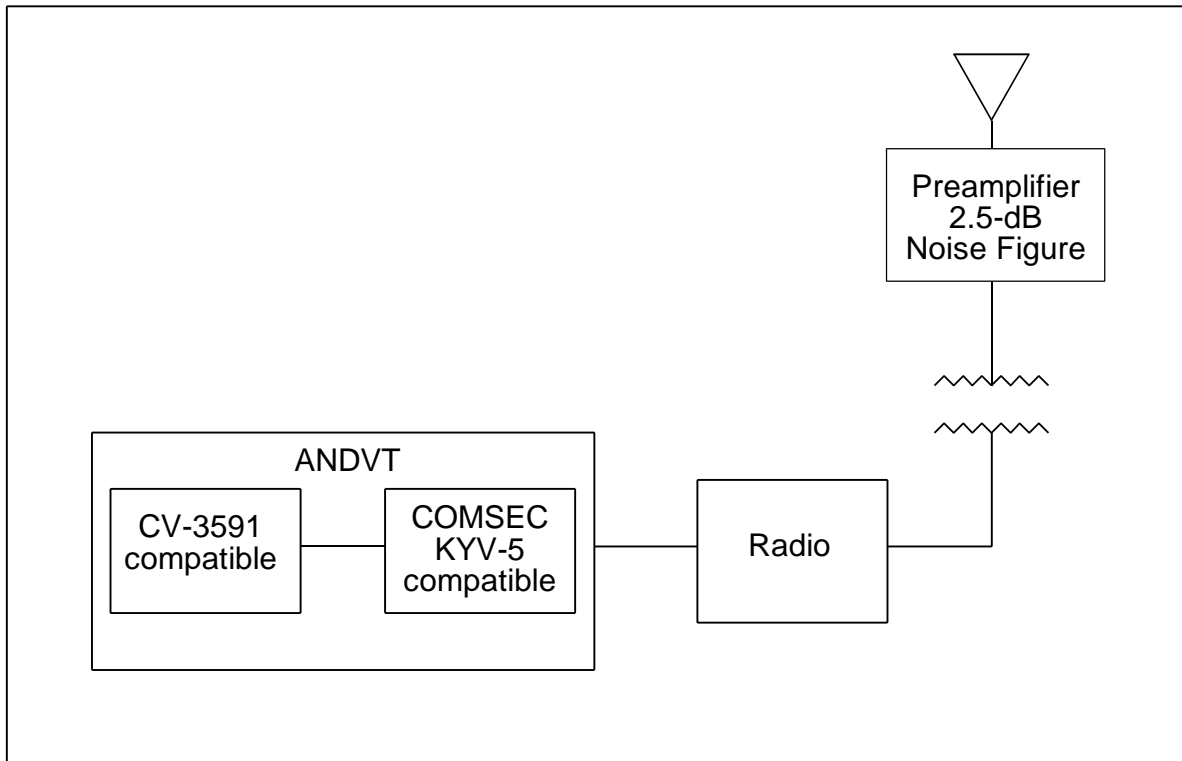 Preamplifier
2.5-dB
Noise Figure
ANDVT
CV-3591
compatible
COMSEC
KYV-5
compatible
Radio